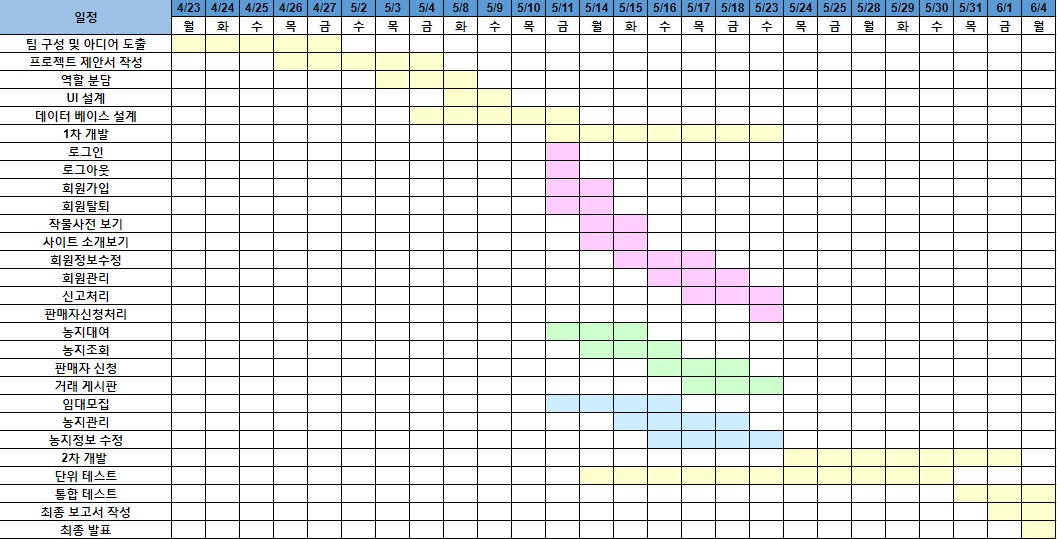 일정 4/23 4/24 4/25 4/26 4/27 5/2 5/3 5/4 5/8 5/9 5/10 5/11 5/14 5/15 5/16 5/17 5/18 5/23 5/24 5/25 5/28 5/29 5/30 5/31 6/1 6/4
월 화 수 목 금 수 목 금 화 수 목 금 월 화 수 목 금 수 목 금 월 화 수 목 금 월
팀 구성 및 아디어 도출
프로젝트 제안서 작성
역할 분담
UI 설계
데이터 베이스 설계
1차 개발
로그인
로그아웃
회원가입
회원탈퇴
작물사전 보기
사이트 소개보기
회원정보수정
회원관리
신고처리
판매자신청처리
농지대여
농지조회
판매자 신청
거래 게시판
임대모집
농지관리
농지정보 수정
2차 개발
단위 테스트
통합 테스트
최종 보고서 작성
최종 발표